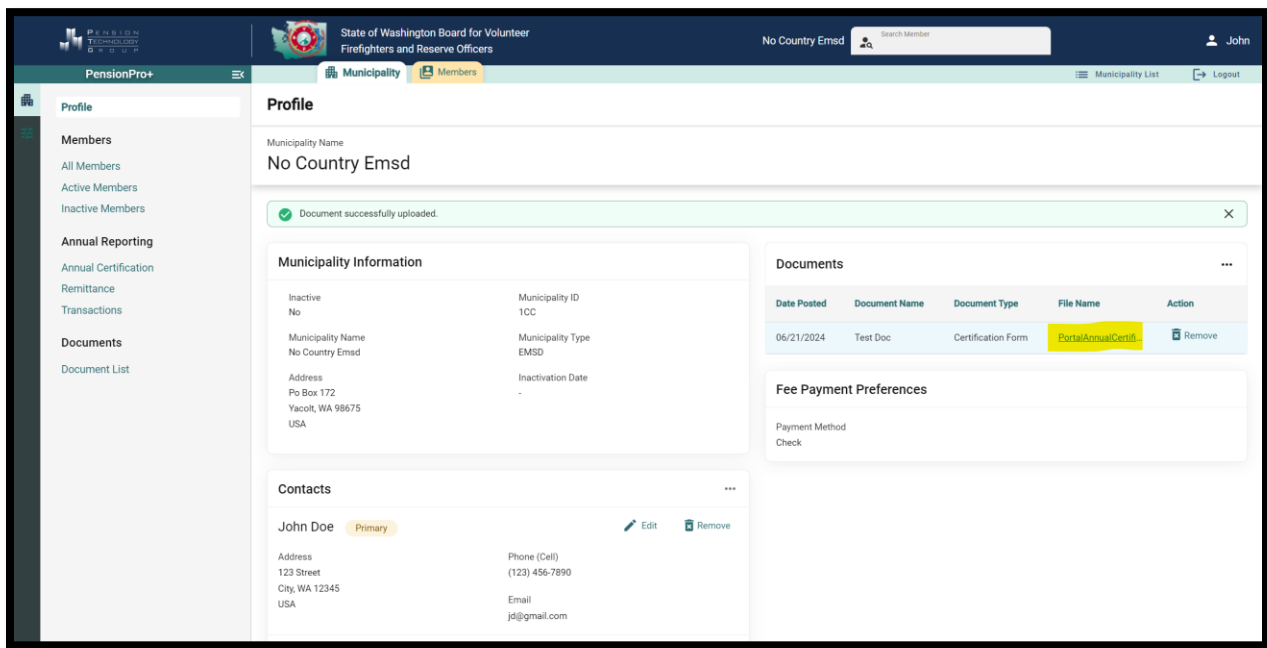 PENSION
TECHNOLOGY
GROUP
State of Washington Board for Volunteer
Firefighters and Reserve Officers
No Country Emsd
Search Member
John
PensionPro+
Municipality
Members
Municipality List
Logout
Profile
Members
All Members
Active Members
Inactive Members
Annual Reporting
Annual Certification
Remittance
Transactions
Documents
Document List
Profile
Municipality Name
No Country Emsd
Document successfully uploaded.
Municipality Information
Inactive
No
Municipality ID
1CC
Municipality Name
No Country Emsd
Municipality Type
EMSD
Address
Po Box 172
Yacolt, WA 98675
USA
Inactivation Date
-
Contacts
John Doe Primary Edit Remove
Address
123 Street
City, WA 12345
USA
Phone (Cell)
(123) 456-7890
Email
jd@gmail.com
Documents
Date Posted Document Name Document Type File Name Action
06/21/2024 Test Doc Certification Form PortalAnnualCertifi... Remove
Fee Payment Preferences
Payment Method
Check